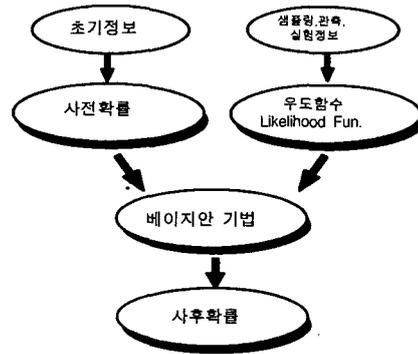 초기정보
샘플링,관측,
실험정보
사전확률
우도함수
Likelihood Fun.
베이지안 기법
사후확률